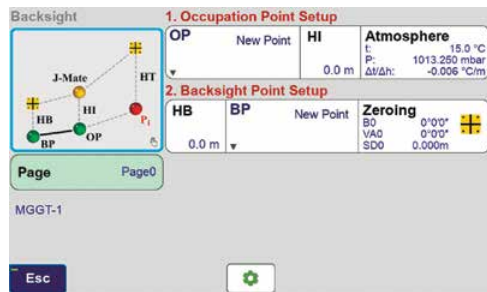 Backsight
1. Occupation Point Setup
OP
New Point
HI
0.0 m
Atmosphere
t: 15.0 °C
P: 1013.250 mbar
Δt/Δh: -0.006 °C/m
J-Mate
HT
HB
HI
P₁
BP
OP
2. Backsight Point Setup
HB
0.0 m
BP
New Point
Zeroing
B0 0°0'0"
VA0 0°0'0"
SD0 0.000m
Page Page0
MGGT-1
Esc